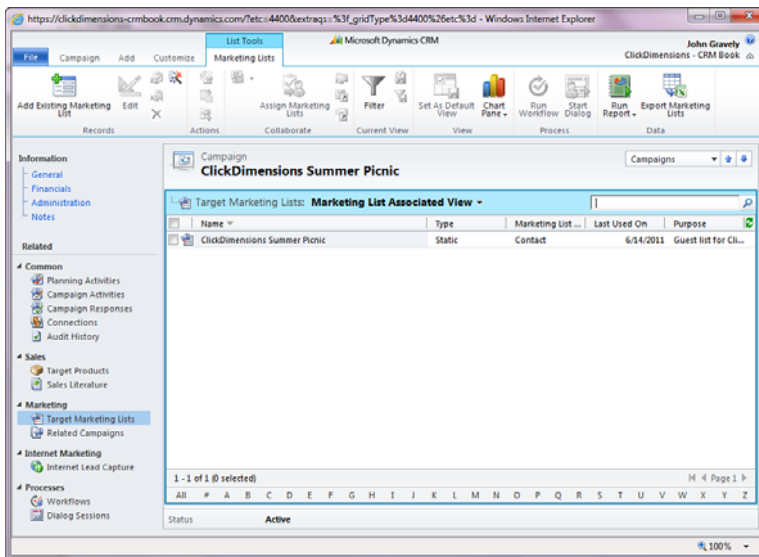 https://clickdimensions-crmbook.crm.dynamics.com/?etc=4400&extraqs=%3f_gridType%3d4400%26etc%3d - Windows Internet Explorer
List Tools
Microsoft Dynamics CRM
John Gravely
ClickDimensions - CRM Book
File Campaign Add Customize Marketing Lists
Add Existing Marketing List
Edit
Assign Marketing Lists
Filter
Set As Default View
Chart Pane
Run Workflow
Start Dialog
Run Report
Export Marketing Lists
Records Actions Collaborate Current View View Process Data
Information
General
Financials
Administration
Notes
Related
Common
Planning Activities
Campaign Activities
Campaign Responses
Connections
Audit History
Sales
Target Products
Sales Literature
Marketing
Target Marketing Lists
Related Campaigns
Internet Marketing
Internet Lead Capture
Processes
Workflows
Dialog Sessions
Campaign
ClickDimensions Summer Picnic
Campaigns
Target Marketing Lists: Marketing List Associated View
Name Type Marketing List ... Last Used On Purpose
ClickDimensions Summer Picnic Static Contact 6/14/2011 Guest list for Cli...
1 - 1 of 1 (0 selected) Page 1
All # A B C D E F G H I J K L M N O P Q R S T U V W X Y Z
Status Active
100%